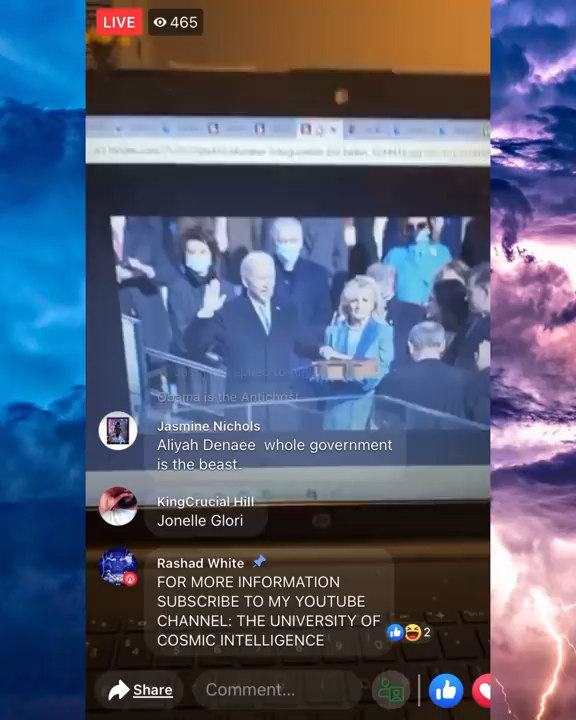 LIVE
465
Obama is the Antichrist
Jasmine Nichols
Aliyah Denaee whole government
is the beast.
KingCrucial Hill
Jonelle Glori
Rashad White
FOR MORE INFORMATION
SUBSCRIBE TO MY YOUTUBE
CHANNEL: THE UNIVERSITY OF
COSMIC INTELLIGENCE
2
Share
Comment...